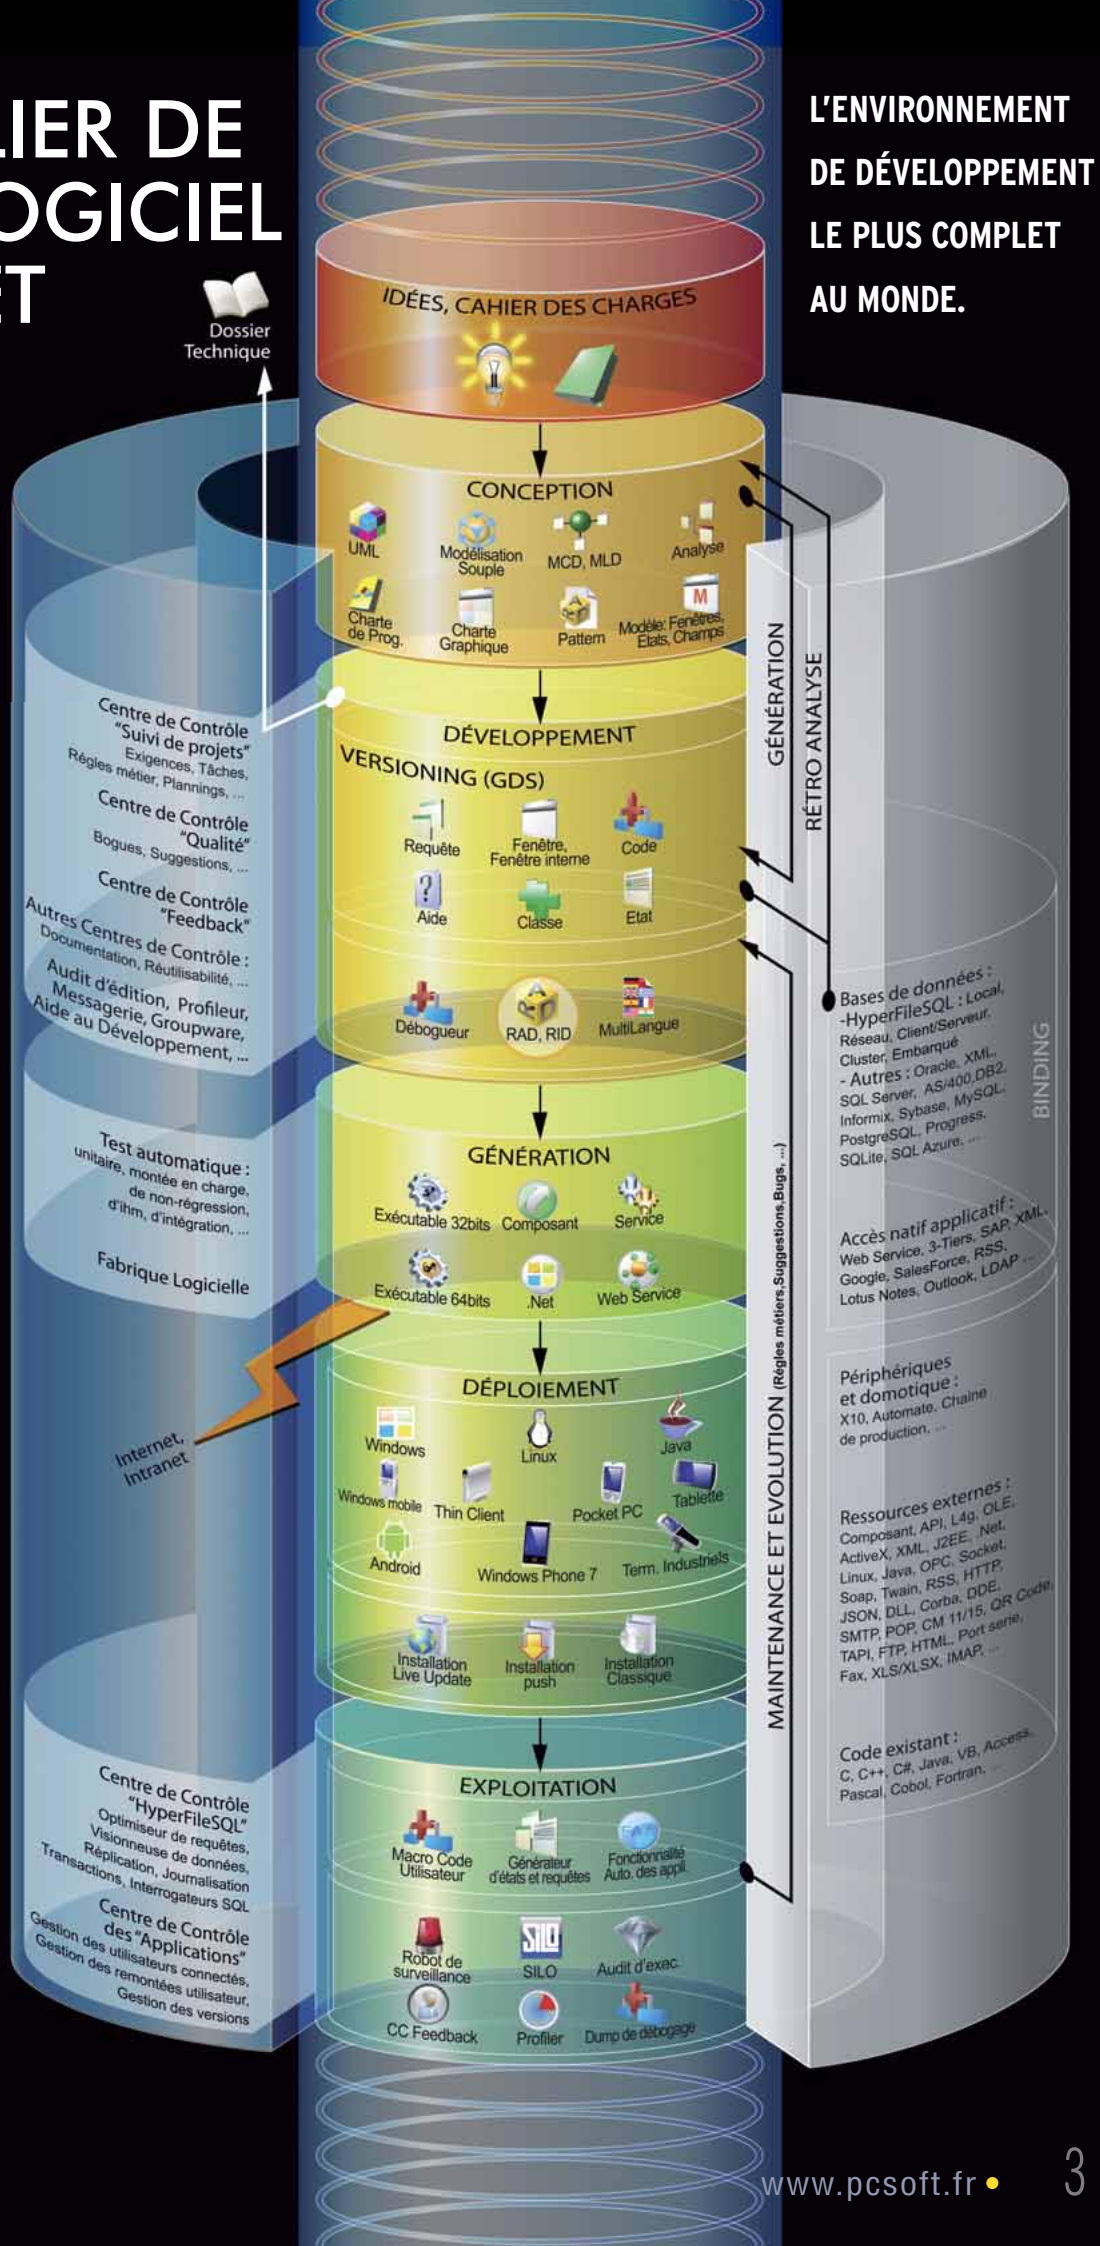 LIER DE
OGICIEL
ET
L'ENVIRONNEMENT
DE DÉVELOPPEMENT
LE PLUS COMPLET
AU MONDE.
Dossier
Technique
IDÉES, CAHIER DES CHARGES
CONCEPTION
UML
Modélisation
Souple
MCD, MLD
Analyse
Charte
de Prog.
Charte
Graphique
Pattern
Modèle: Fenêtres,
Etats, Champs
DÉVELOPPEMENT
VERSIONING (GDS)
Requête
Fenêtre,
Fenêtre interne
Code
Aide
Classe
Etat
Débogueur
RAD, RID
MultiLangue
GÉNÉRATION
Exécutable 32bits
Composant
Service
Exécutable 64bits
.Net
Web Service
DÉPLOIEMENT
Windows
Linux
Java
Windows mobile
Thin Client
Pocket PC
Tablette
Android
Windows Phone 7
Term. Industriels
Installation
Live Update
Installation
push
Installation
Classique
EXPLOITATION
Macro Code
Utilisateur
Générateur
d'états et requêtes
Fonctionnalité
Auto. des appli.
Robot de
surveillance
SILO
SILO
Audit d'exec.
CC Feedback
Profiler
Dump de débogage
Centre de Contrôle
"Suivi de projets"
Exigences, Tâches,
Régles métier, Plannings, ...
Centre de Contrôle
"Qualité"
Bogues, Suggestions, ...
Centre de Contrôle
"Feedback"
Autres Centres de Contrôle :
Documentation, Réutilisabilité, ...
Audit d'édition, Profileur,
Messagerie, Groupware,
Aide au Développement, ...
Test automatique :
unitaire, montée en charge,
de non-régression,
d'ihm, d'intégration, ...
Fabrique Logicielle
Internet,
Intranet
Centre de Contrôle
"HyperFileSQL"
Optimiseur de requêtes,
Visionneuse de données,
Réplication, Journalisation
Transactions, Interrogateurs SQL
Centre de Contrôle
des "Applications"
Gestion des utilisateurs connectés,
Gestion des remontées utilisateur,
Gestion des versions
GÉNÉRATION
RÉTRO ANALYSE
MAINTENANCE ET EVOLUTION (Régles métiers,Suggestions,Bugs, ...)
BINDING
Bases de données :
-HyperFileSQL : Local,
Réseau, Client/Serveur,
Cluster, Embarqué
- Autres : Oracle, XML,
SQL Server, AS/400,DB2,
Informix, Sybase, MySQL,
PostgreSQL, Progress,
SQLite, SQL Azure, ...
Accès natif applicatif :
Web Service, 3-Tiers, SAP, XML,
Google, SalesForce, RSS,
Lotus Notes, Outlook, LDAP ...
Périphériques
et domotique :
X10, Automate, Chaine
de production, ...
Ressources externes :
Composant, API, L4g, OLE,
ActiveX, XML, J2EE, .Net,
Linux, Java, OPC, Socket,
Soap, Twain, RSS, HTTP,
JSON, DLL, Corba, DDE,
SMTP, POP, CM 11/15, QR Code,
TAPI, FTP, HTML, Port serie,
Fax, XLS/XLSX, IMAP, ...
Code existant :
C, C++, C#, Java, VB, Access,
Pascal, Cobol, Fortran, ...
www.pcsoft.fr •
3